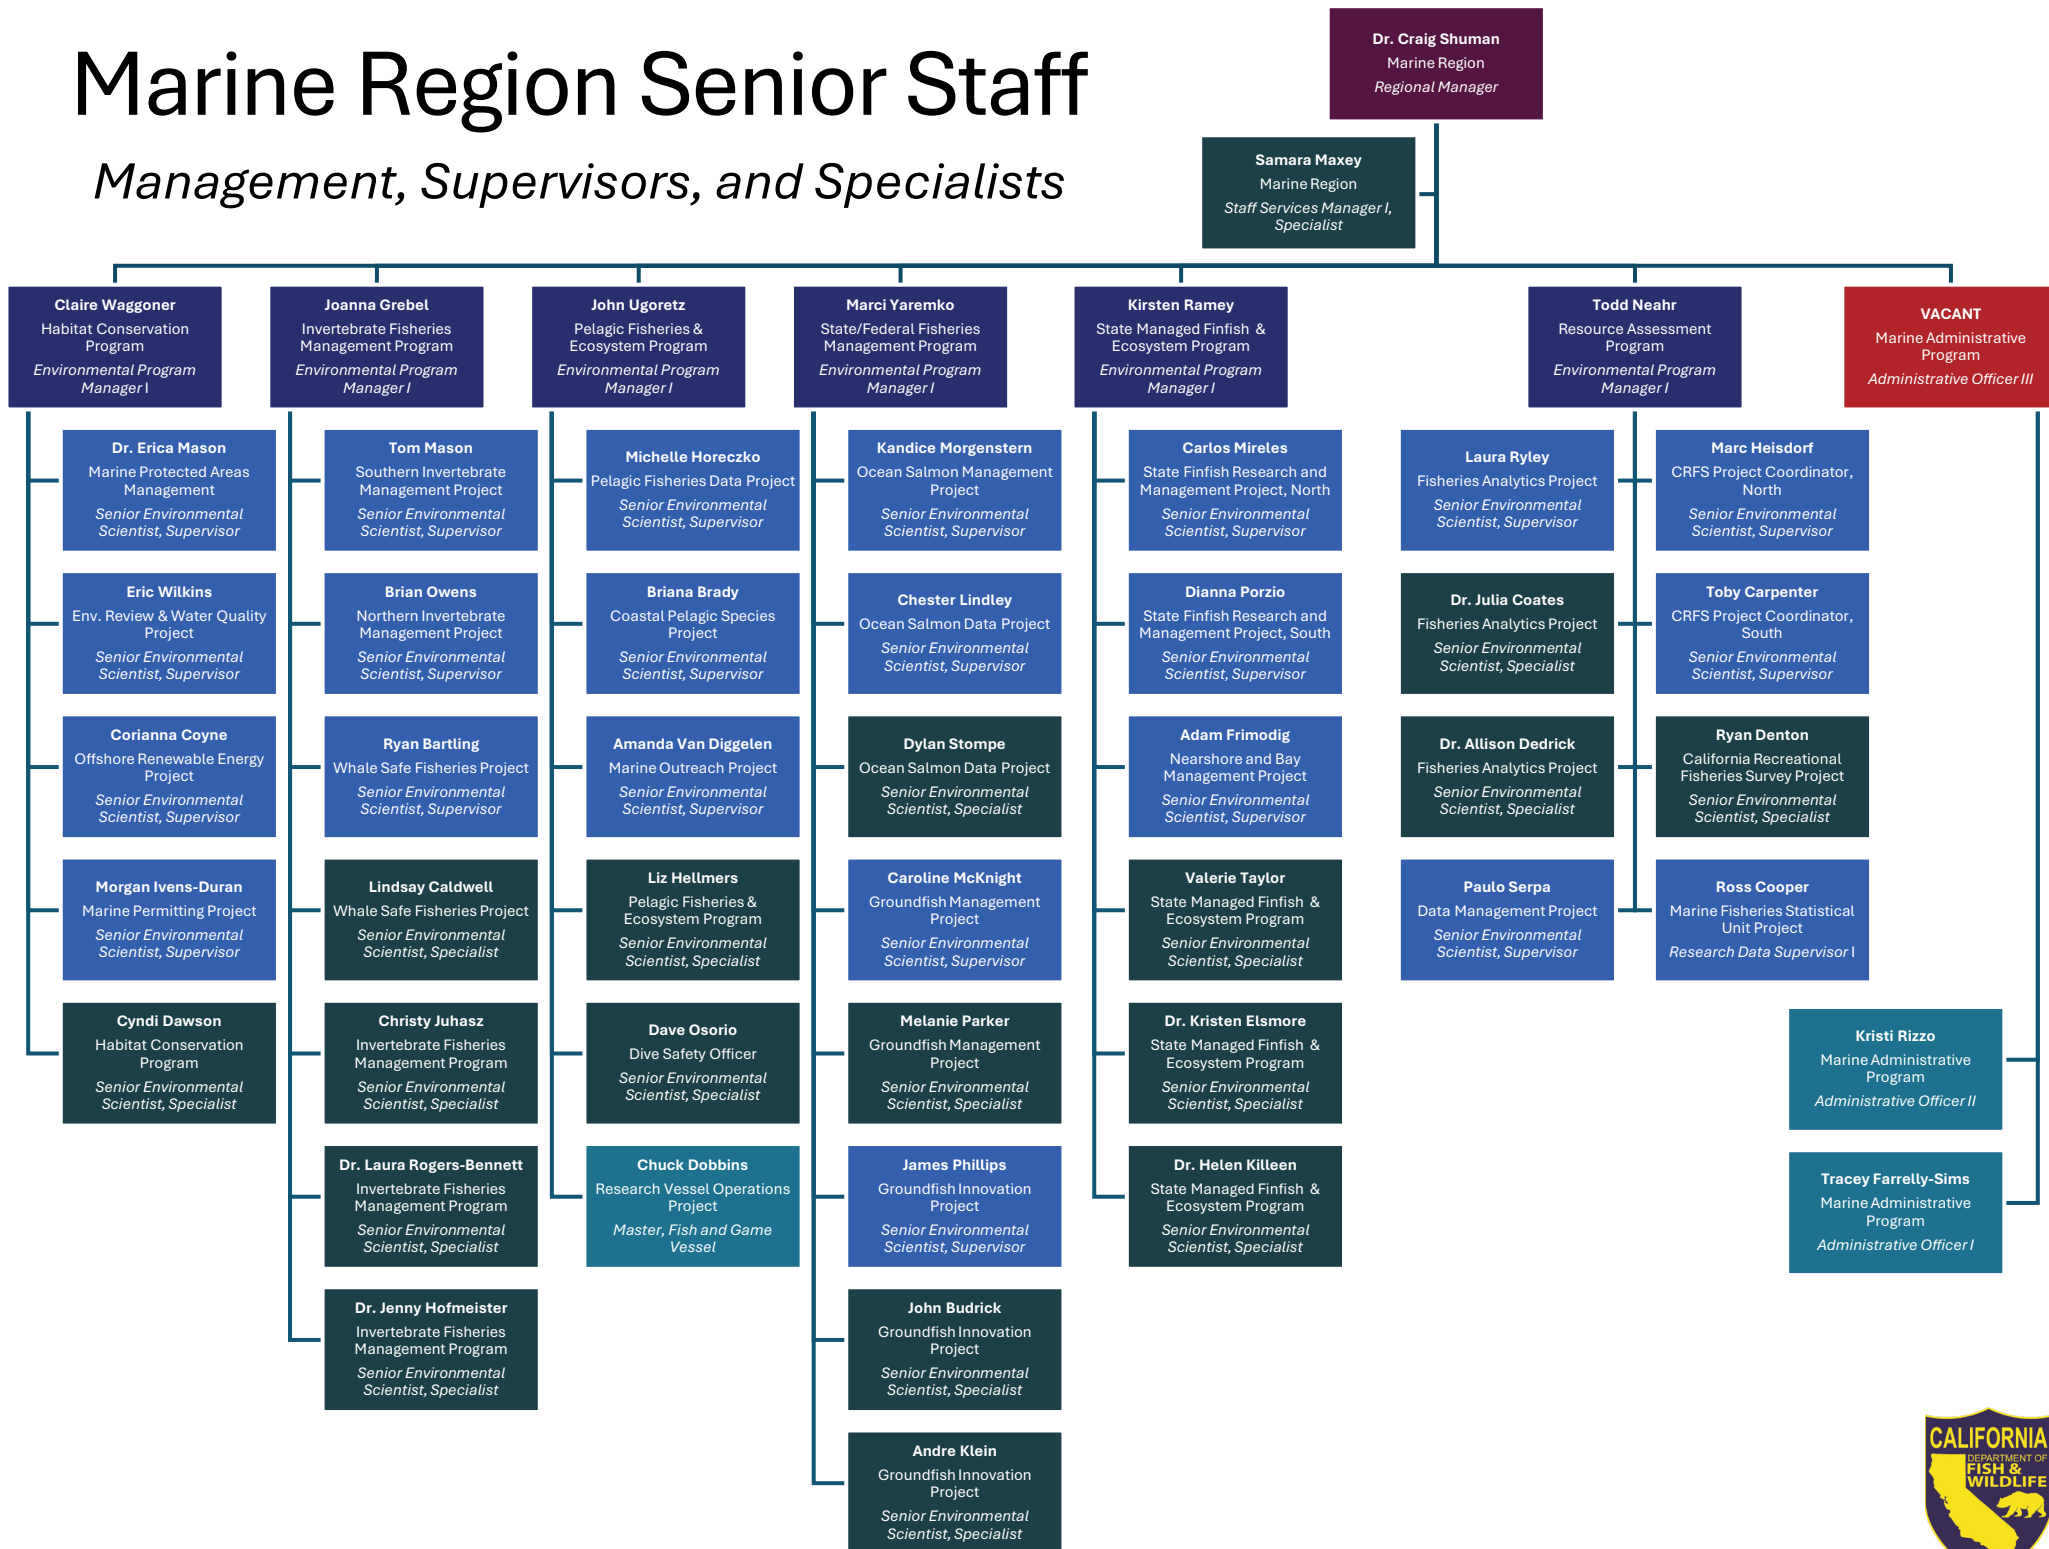 Marine Region Senior Staff
Management, Supervisors, and Specialists
Dr. Craig Shuman
Marine Region
Regional Manager
Samara Maxey
Marine Region
Staff Services Manager I,
Specialist
Claire Waggoner
Habitat Conservation
Program
Environmental Program
Manager I
Dr. Erica Mason
Marine Protected Areas
Management
Senior Environmental
Scientist, Supervisor
Eric Wilkins
Env. Review & Water Quality
Project
Senior Environmental
Scientist, Supervisor
Corianna Coyne
Offshore Renewable Energy
Project
Senior Environmental
Scientist, Supervisor
Morgan Ivens-Duran
Marine Permitting Project
Senior Environmental
Scientist, Supervisor
Cyndi Dawson
Habitat Conservation
Program
Senior Environmental
Scientist, Specialist
Joanna Grebel
Invertebrate Fisheries
Management Program
Environmental Program
Manager I
Tom Mason
Southern Invertebrate
Management Project
Senior Environmental
Scientist, Supervisor
Brian Owens
Northern Invertebrate
Management Project
Senior Environmental
Scientist, Supervisor
Ryan Bartling
Whale Safe Fisheries Project
Senior Environmental
Scientist, Supervisor
Lindsay Caldwell
Whale Safe Fisheries Project
Senior Environmental
Scientist, Specialist
Christy Juhasz
Invertebrate Fisheries
Management Program
Senior Environmental
Scientist, Specialist
Dr. Laura Rogers-Bennett
Invertebrate Fisheries
Management Program
Senior Environmental
Scientist, Specialist
Dr. Jenny Hofmeister
Invertebrate Fisheries
Management Program
Senior Environmental
Scientist, Specialist
John Ugoretz
Pelagic Fisheries &
Ecosystem Program
Environmental Program
Manager I
Michelle Horeczko
Pelagic Fisheries Data Project
Senior Environmental
Scientist, Supervisor
Briana Brady
Coastal Pelagic Species
Project
Senior Environmental
Scientist, Supervisor
Amanda Van Diggelen
Marine Outreach Project
Senior Environmental
Scientist, Supervisor
Liz Hellmers
Pelagic Fisheries &
Ecosystem Program
Senior Environmental
Scientist, Specialist
Dave Osorio
Dive Safety Officer
Senior Environmental
Scientist, Specialist
Chuck Dobbins
Research Vessel Operations
Project
Master, Fish and Game
Vessel
Marci Yaremko
State/Federal Fisheries
Management Program
Environmental Program
Manager I
Kandice Morgenstern
Ocean Salmon Management
Project
Senior Environmental
Scientist, Supervisor
Chester Lindley
Ocean Salmon Data Project
Senior Environmental
Scientist, Supervisor
Dylan Stompe
Ocean Salmon Data Project
Senior Environmental
Scientist, Specialist
Caroline McKnight
Groundfish Management
Project
Senior Environmental
Scientist, Supervisor
Melanie Parker
Groundfish Management
Project
Senior Environmental
Scientist, Specialist
James Phillips
Groundfish Innovation
Project
Senior Environmental
Scientist, Supervisor
John Budrick
Groundfish Innovation
Project
Senior Environmental
Scientist, Specialist
Andre Klein
Groundfish Innovation
Project
Senior Environmental
Scientist, Specialist
Kirsten Ramey
State Managed Finfish &
Ecosystem Program
Environmental Program
Manager I
Carlos Mireles
State Finfish Research and
Management Project, North
Senior Environmental
Scientist, Supervisor
Dianna Porzio
State Finfish Research and
Management Project, South
Senior Environmental
Scientist, Supervisor
Adam Frimodig
Nearshore and Bay
Management Project
Senior Environmental
Scientist, Supervisor
Valerie Taylor
State Managed Finfish &
Ecosystem Program
Senior Environmental
Scientist, Specialist
Dr. Kristen Elsmore
State Managed Finfish &
Ecosystem Program
Senior Environmental
Scientist, Specialist
Dr. Helen Killeen
State Managed Finfish &
Ecosystem Program
Senior Environmental
Scientist, Specialist
Todd Neahr
Resource Assessment
Program
Environmental Program
Manager I
Laura Ryley
Fisheries Analytics Project
Senior Environmental
Scientist, Supervisor
Dr. Julia Coates
Fisheries Analytics Project
Senior Environmental
Scientist, Specialist
Dr. Allison Dedrick
Fisheries Analytics Project
Senior Environmental
Scientist, Specialist
Paulo Serpa
Data Management Project
Senior Environmental
Scientist, Supervisor
Marc Heisdorf
CRFS Project Coordinator,
North
Senior Environmental
Scientist, Supervisor
Toby Carpenter
CRFS Project Coordinator,
South
Senior Environmental
Scientist, Supervisor
Ryan Denton
California Recreational
Fisheries Survey Project
Senior Environmental
Scientist, Specialist
Ross Cooper
Marine Fisheries Statistical
Unit Project
Research Data Supervisor I
VACANT
Marine Administrative
Program
Administrative Officer III
Kristi Rizzo
Marine Administrative
Program
Administrative Officer II
Tracey Farrelly-Sims
Marine Administrative
Program
Administrative Officer I
CALIFORNIA
DEPARTMENT OF
FISH &
WILDLIFE